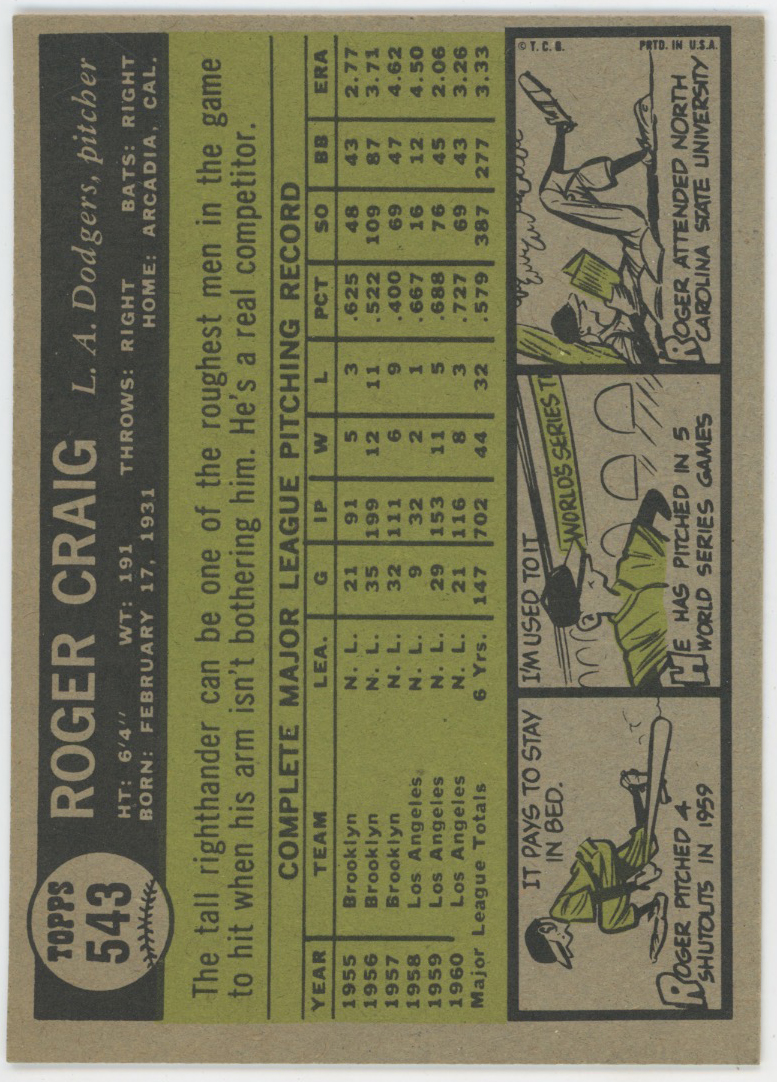 TOPPS
543
ROGER CRAIG L. A. Dodgers, pitcher
HT: 6'4" WT: 191 THROWS: RIGHT BATS: RIGHT
BORN: FEBRUARY 17, 1931 HOME: ARCADIA, CAL.
The tall righthander can be one of the roughest men in the game
to hit when his arm isn't bothering him. He's a real competitor.
COMPLETE MAJOR LEAGUE PITCHING RECORD
YEAR TEAM LEA. G IP W L PCT SO BB ERA
1955 Brooklyn N. L. 21 91 5 3 .625 48 43 2.77
1956 Brooklyn N. L. 35 199 12 11 .522 109 87 3.71
1957 Brooklyn N. L. 32 111 6 9 .400 69 47 4.62
1958 Los Angeles N. L. 9 32 2 1 .667 16 12 4.50
1959 Los Angeles N. L. 29 153 11 5 .688 76 45 2.06
1960 Los Angeles N. L. 21 116 8 3 .727 69 43 3.26
Major League Totals 6 Yrs. 147 702 44 32 .579 387 277 3.33
IT PAYS TO STAY
IN BED.
ROGER PITCHED 4
SHUTOUTS IN 1959
I'M USED TO IT
WORLD'S SERIES T
HE HAS PITCHED IN 5
WORLD SERIES GAMES
© T. C. G. PRTD. IN U.S.A.
ROGER ATTENDED NORTH
CAROLINA STATE UNIVERSITY